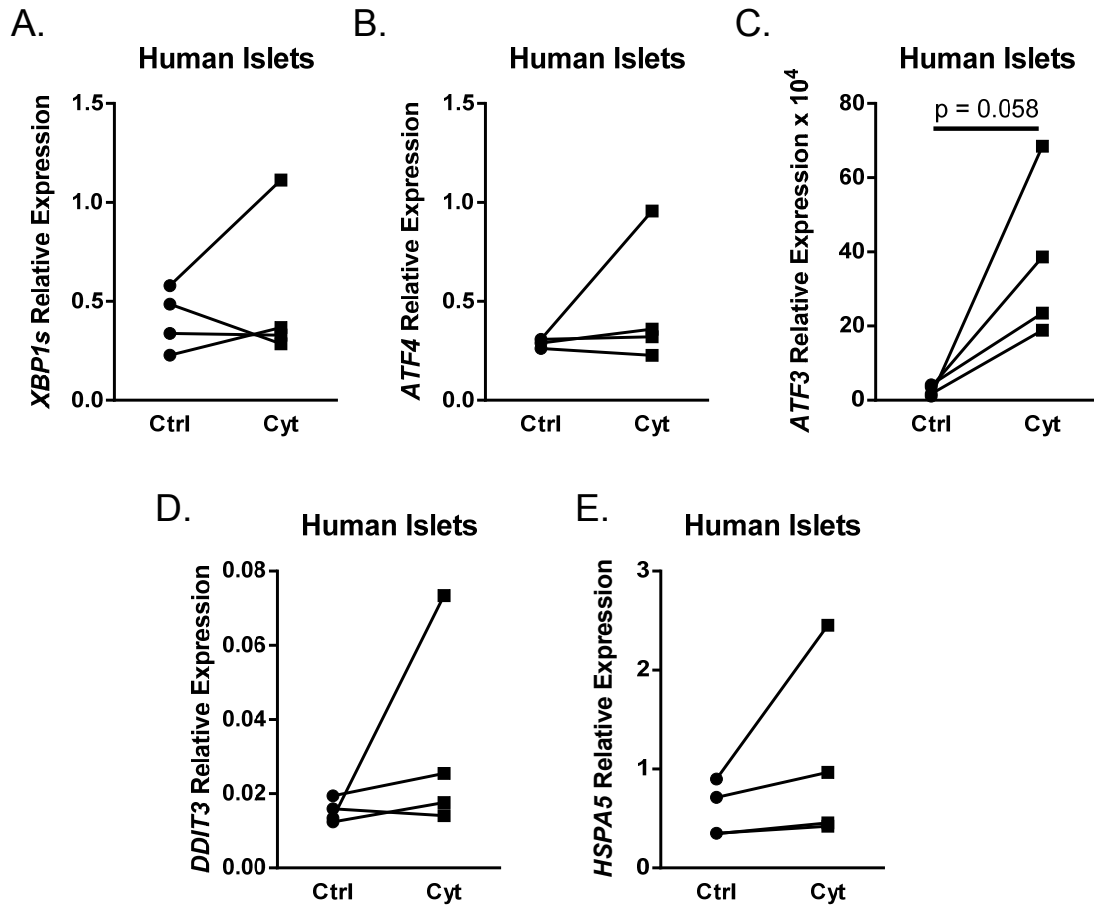 A.
Human Islets
XBP1s Relative Expression
1.5
1.0
0.5
0.0
Ctrl
Cyt
B.
Human Islets
ATF4 Relative Expression
1.5
1.0
0.5
0.0
Ctrl
Cyt
C.
Human Islets
ATF3 Relative Expression x 10⁴
80
60
40
20
0
p = 0.058
Ctrl
Cyt
D.
Human Islets
DDIT3 Relative Expression
0.08
0.06
0.04
0.02
0.00
Ctrl
Cyt
E.
Human Islets
HSPA5 Relative Expression
3
2
1
0
Ctrl
Cyt